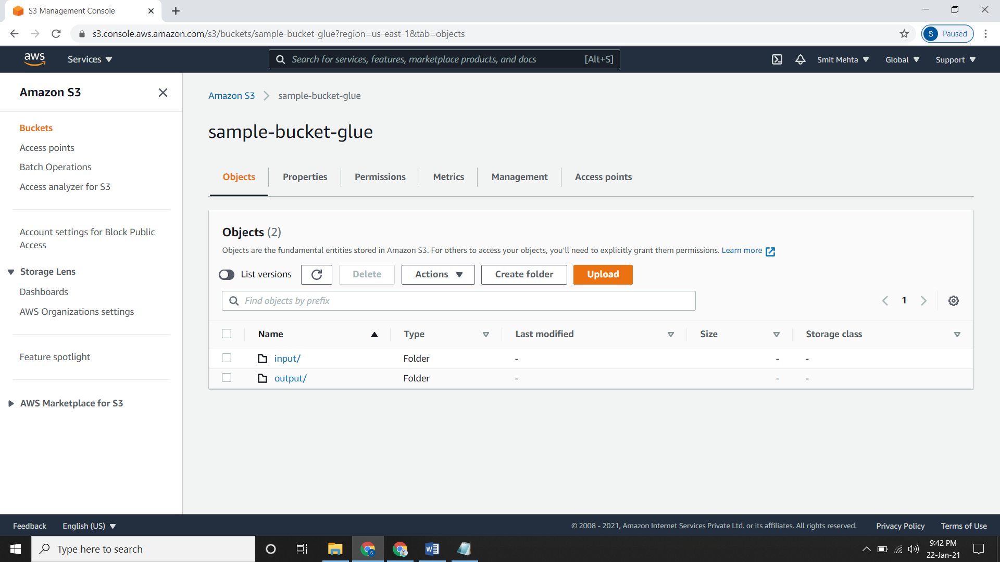 S3 Management Console
s3.console.aws.amazon.com/s3/buckets/sample-bucket-glue?region=us-east-1&tab=objects
S Paused
aws
Services
Search for services, features, marketplace products, and docs [Alt+S]
Smit Mehta
Global
Support
Amazon S3
Buckets
Access points
Batch Operations
Access analyzer for S3
Account settings for Block Public
Access
Storage Lens
Dashboards
AWS Organizations settings
Feature spotlight
AWS Marketplace for S3
Amazon S3 sample-bucket-glue
sample-bucket-glue
Objects Properties Permissions Metrics Management Access points
Objects (2)
Objects are the fundamental entities stored in Amazon S3. For others to access your objects, you’ll need to explicitly grant them permissions. Learn more
List versions Delete Actions Create folder Upload
Find objects by prefix 1
Name Type Last modified Size Storage class
input/ Folder - - -
output/ Folder - - -
Feedback English (US) © 2008 - 2021, Amazon Internet Services Private Ltd. or its affiliates. All rights reserved. Privacy Policy Terms of Use
Type here to search
9:42 PM
22-Jan-21